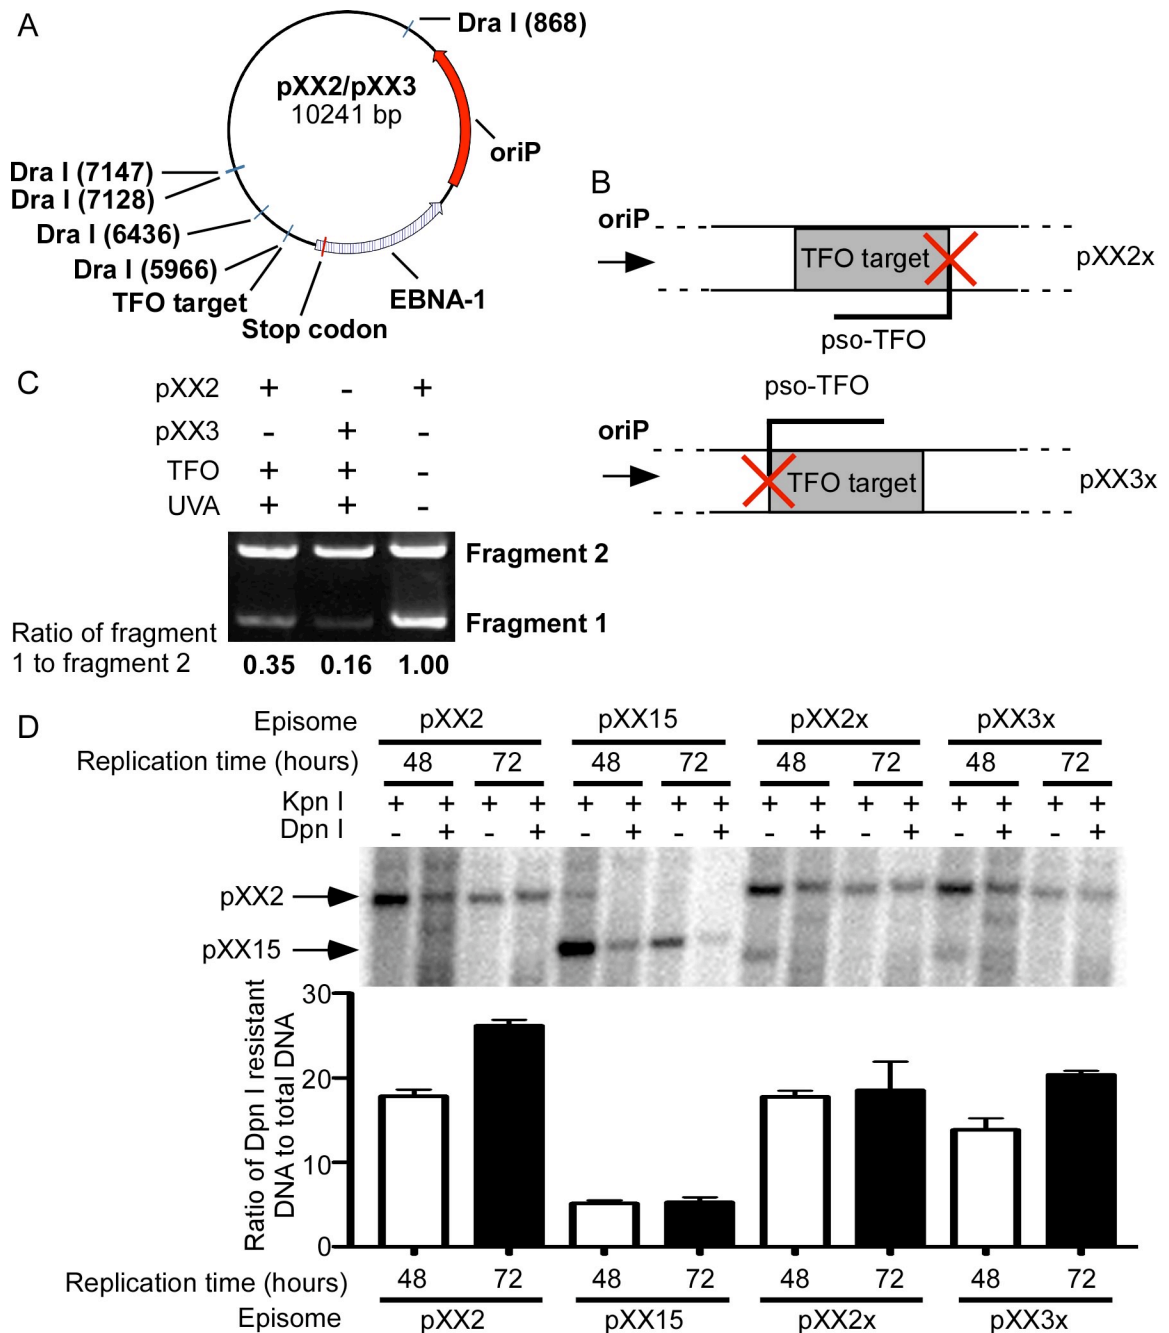 A
Dra I (868)
pXX2/pXX3
10241 bp
oriP
Dra I (7147)
Dra I (7128)
Dra I (6436)
Dra I (5966)
TFO target
EBNA-1
Stop codon
B
oriP
TFO target
pXX2x
pso-TFO
pso-TFO
oriP
TFO target
pXX3x
C
pXX2 + - +
pXX3 - + -
TFO + + -
UVA + + -
Fragment 2
Fragment 1
Ratio of fragment
1 to fragment 2 0.35 0.16 1.00
D
Episome pXX2 pXX15 pXX2x pXX3x
Replication time (hours) 48 72 48 72 48 72 48 72
Kpn I + + + + + + + + + + + + + + + +
Dpn I - + - + - + - + - + - + - + - +
pXX2
pXX15
Ratio of Dpn I resistant
DNA to total DNA
30
20
10
0
Replication time (hours) 48 72 48 72 48 72 48 72
Episome pXX2 pXX15 pXX2x pXX3x